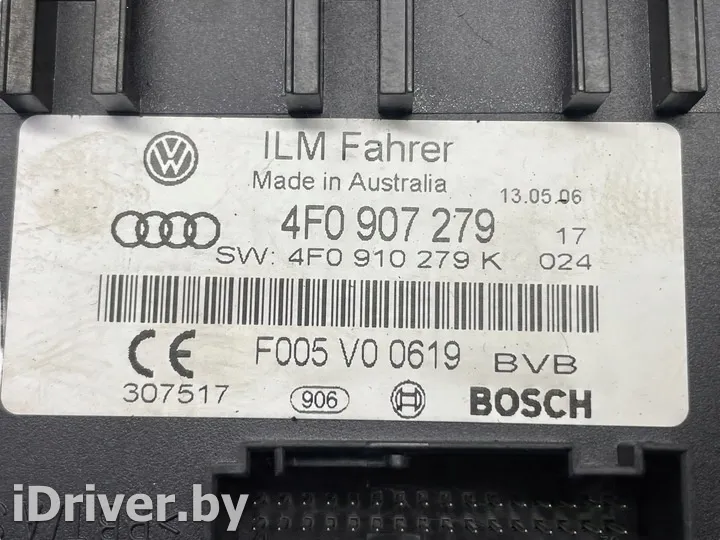 ILM Fahrer
Made in Australia
13.05.06
4F0 907 279
17
SW: 4F0 910 279 K 024
CE F005 V0 0619 BVB
307517 906 BOSCH
iDriver.by